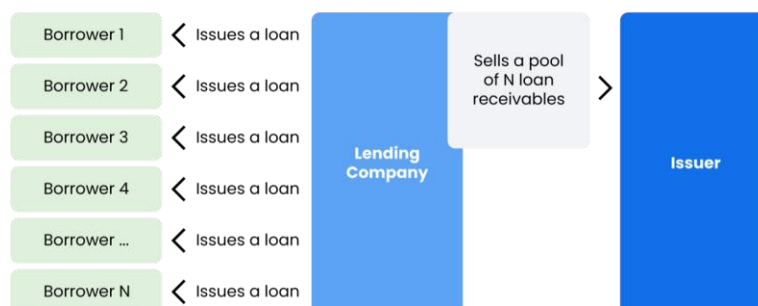 Borrower 1
Issues a loan
Borrower 2
Issues a loan
Borrower 3
Issues a loan
Borrower 4
Issues a loan
Borrower ...
Issues a loan
Borrower N
Issues a loan
Lending
Company
Sells a pool
of N loan
receivables
Issuer